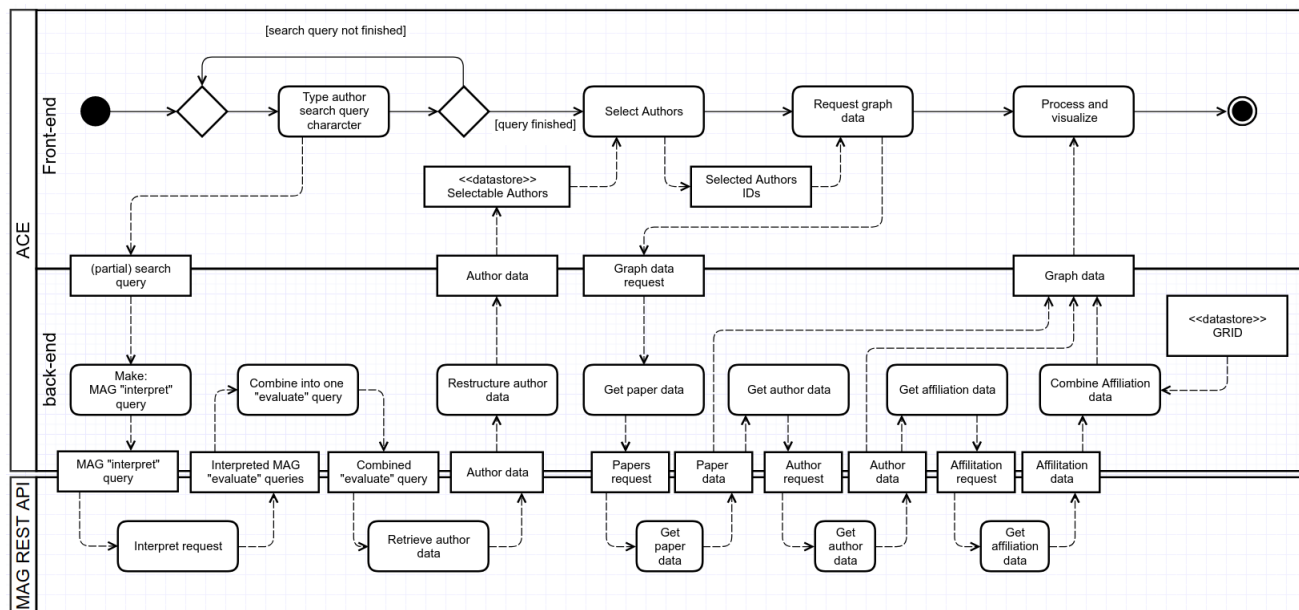 [search query not finished]
Front-end
Type author
search query
chararcter
[query finished]
Select Authors
Request graph
data
Process and
visualize
<<datastore>>
Selectable Authors
Selected Authors
IDs
ACE
(partial) search
query
Author data
Graph data
request
Graph data
back-end
<<datastore>>
GRID
Make:
MAG "interpret"
query
Combine into one
"evaluate" query
Restructure author
data
Get paper data
Get author data
Get affiliation data
Combine Affiliation
data
MAG "interpret"
query
Interpreted MAG
"evaluate" queries
Combined
"evaluate" query
Author data
Papers
request
Paper
data
Author
request
Author
data
Affilitation
request
Affilitation
data
MAG REST API
Interpret request
Retrieve author
data
Get
paper
data
Get
author
data
Get
affiliation
data